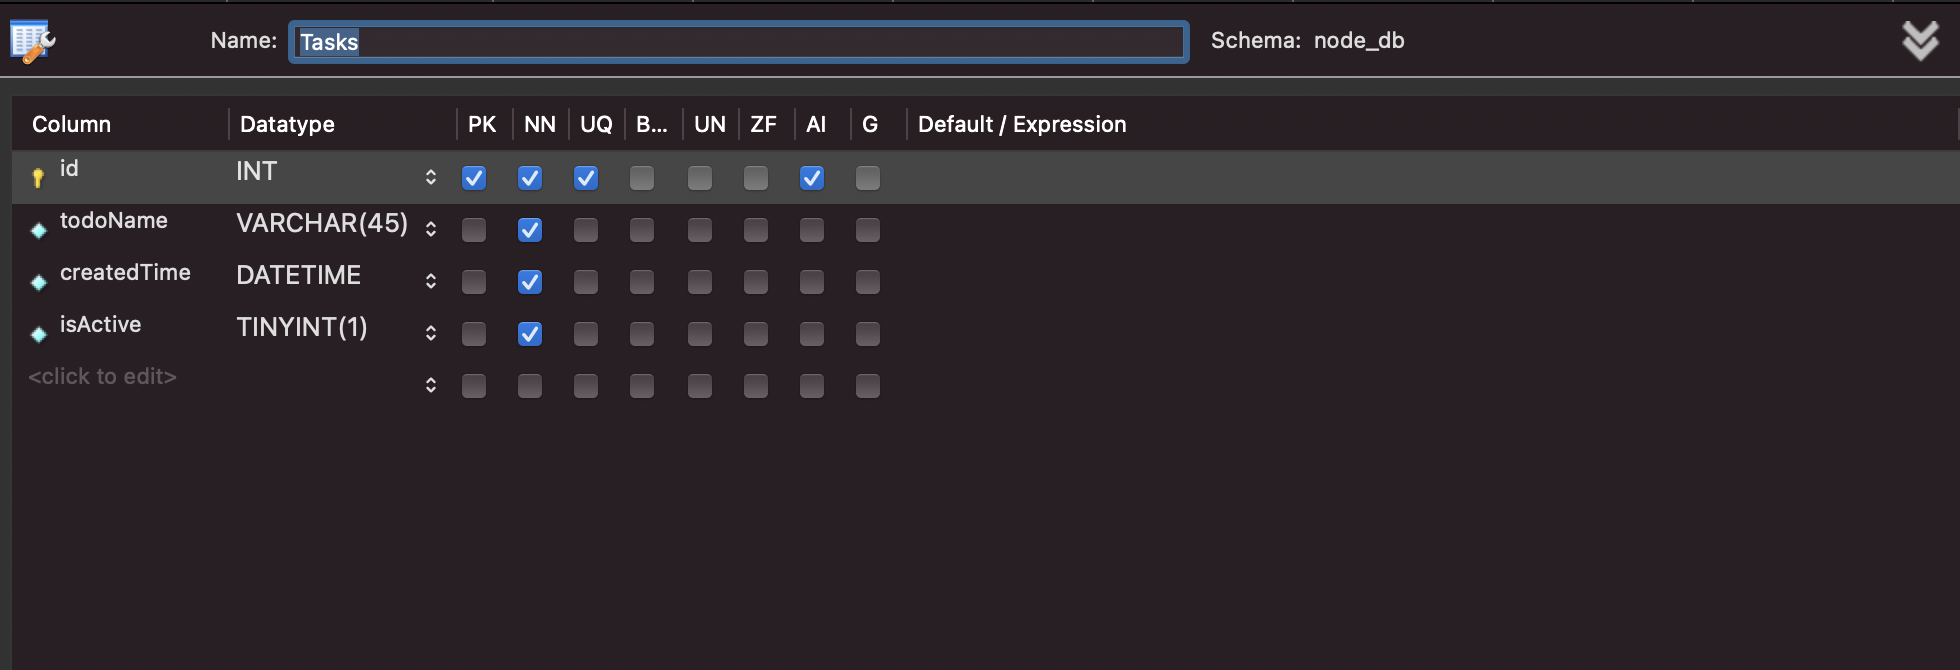 Name: Tasks Schema: node_db
Column Datatype PK NN UQ B... UN ZF AI G Default / Expression
id INT
todoName VARCHAR(45)
createdTime DATETIME
isActive TINYINT(1)
<click to edit>